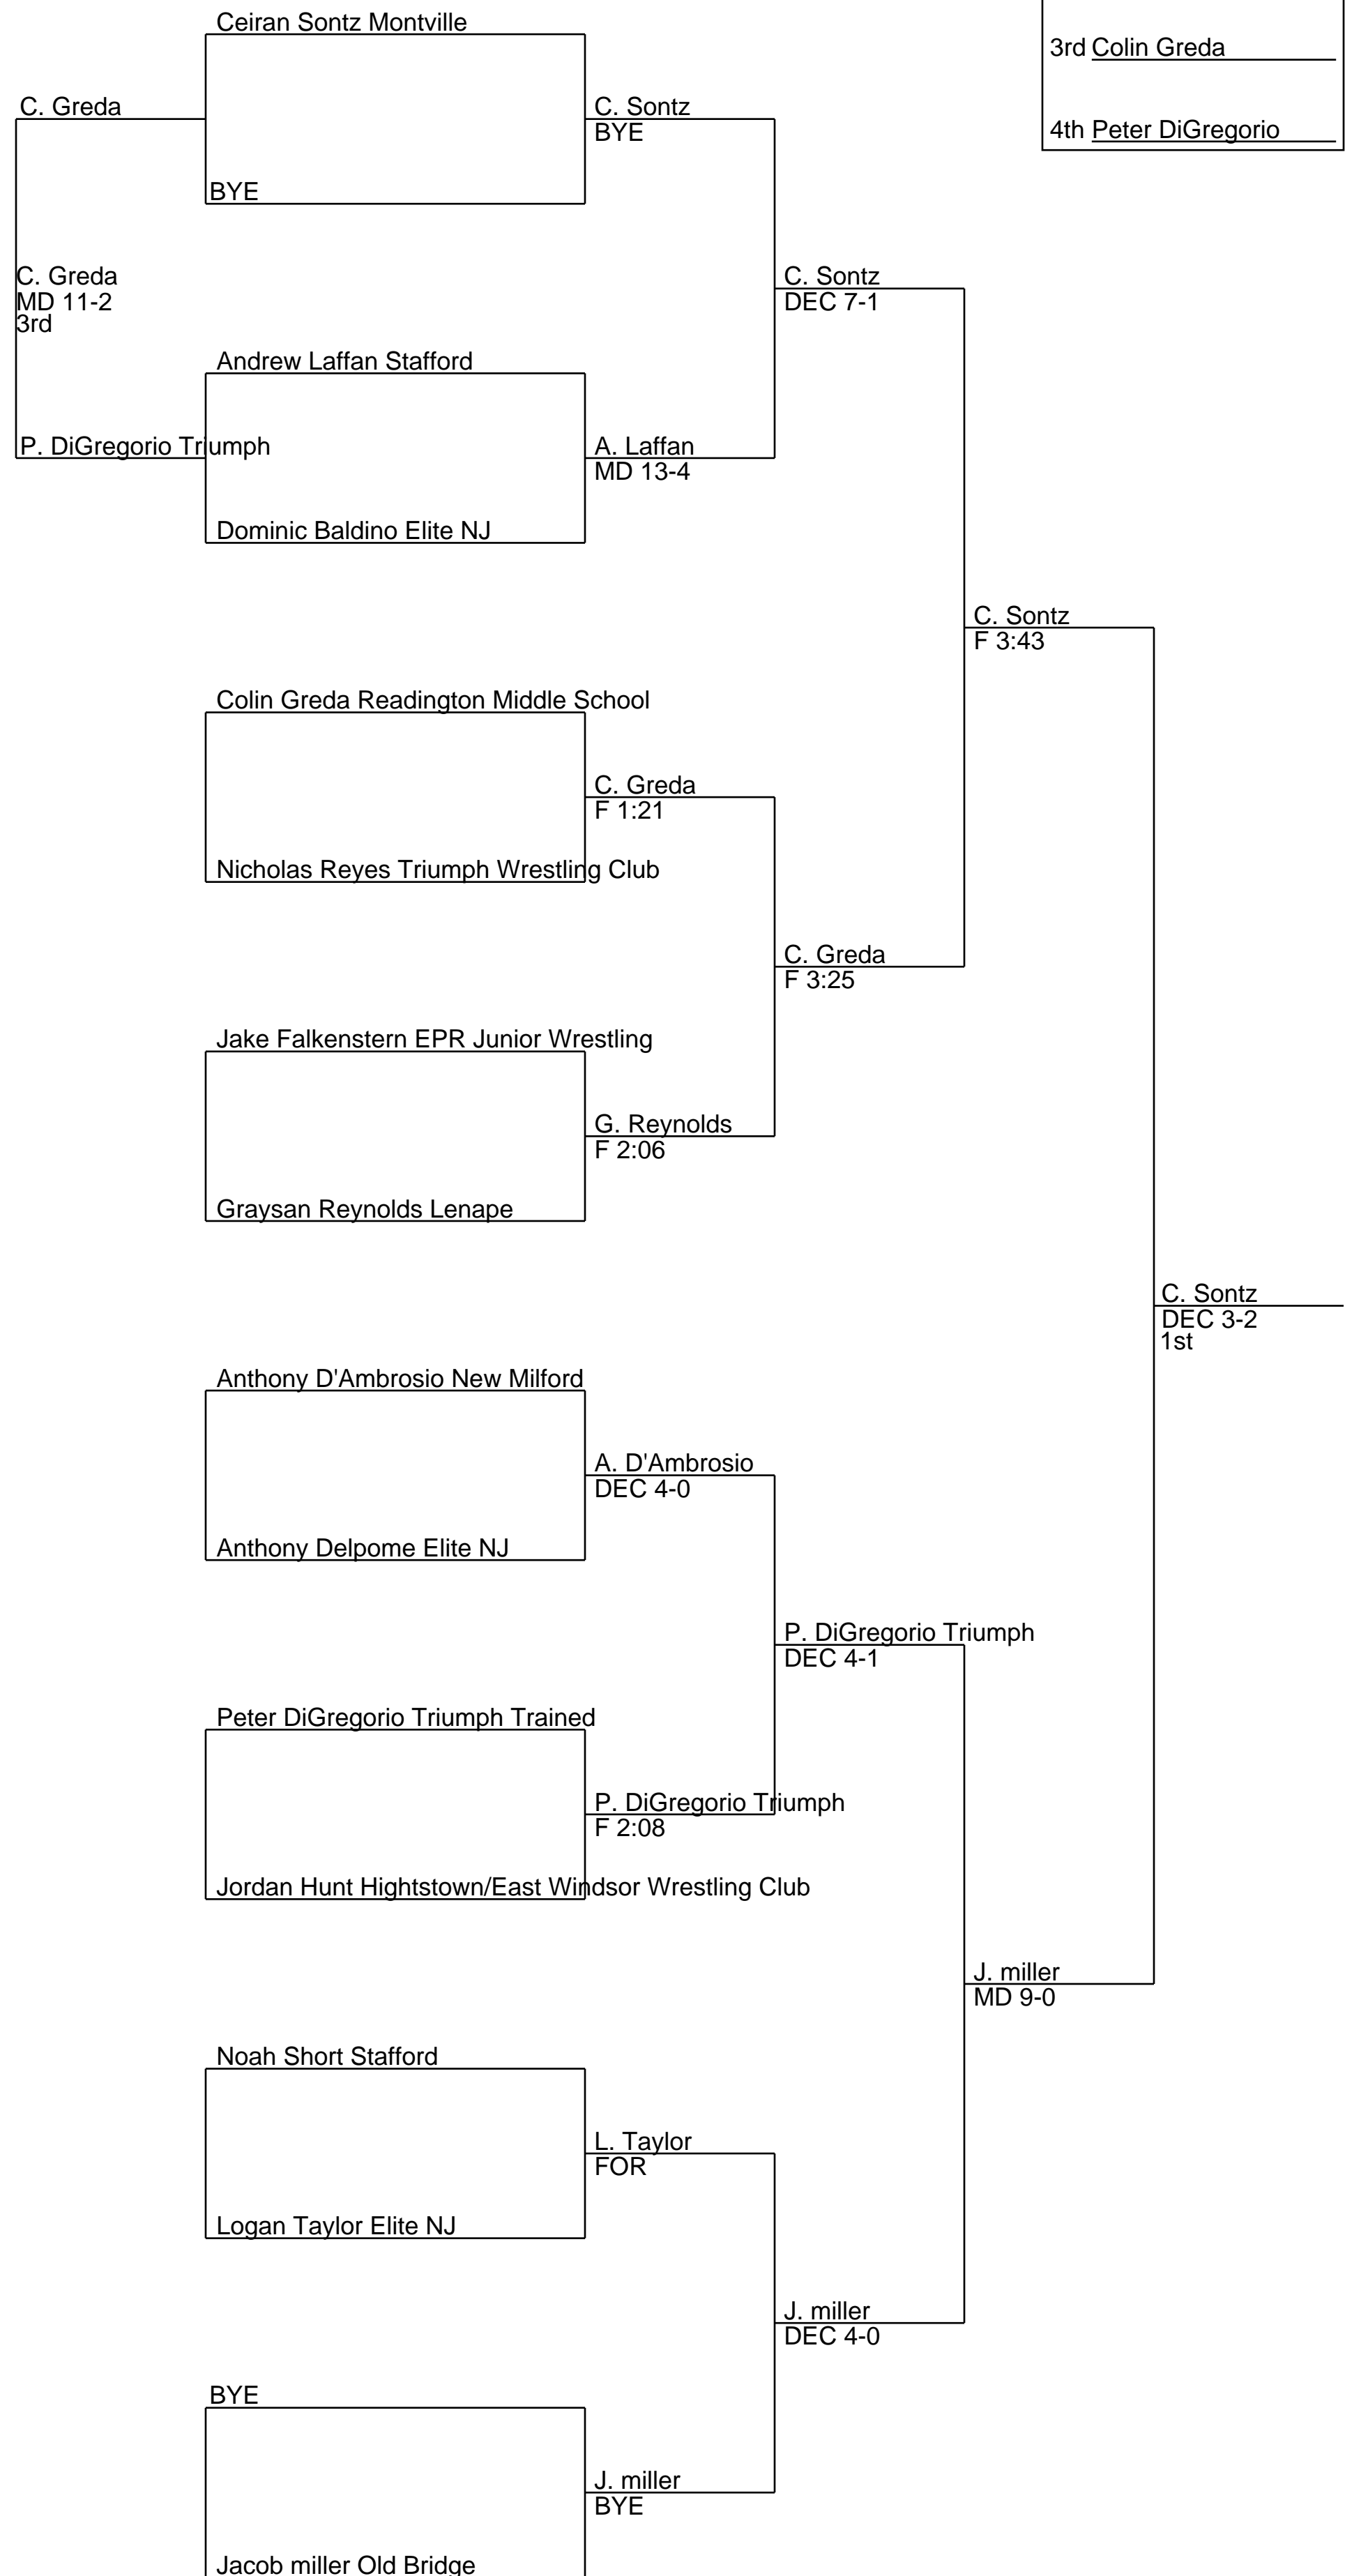 Ceiran Sontz Montville
3rd Colin Greda
C. Greda
C. Sontz
BYE
4th Peter DiGregorio
BYE
C. Greda
MD 11-2
3rd
C. Sontz
DEC 7-1
Andrew Laffan Stafford
P. DiGregorio Triumph
A. Laffan
MD 13-4
Dominic Baldino Elite NJ
C. Sontz
F 3:43
Colin Greda Readington Middle School
C. Greda
F 1:21
Nicholas Reyes Triumph Wrestling Club
C. Greda
F 3:25
Jake Falkenstern EPR Junior Wrestling
G. Reynolds
F 2:06
Graysan Reynolds Lenape
C. Sontz
DEC 3-2
1st
Anthony D'Ambrosio New Milford
A. D'Ambrosio
DEC 4-0
Anthony Delpome Elite NJ
P. DiGregorio Triumph
DEC 4-1
Peter DiGregorio Triumph Trained
P. DiGregorio Triumph
F 2:08
Jordan Hunt Hightstown/East Windsor Wrestling Club
J. miller
MD 9-0
Noah Short Stafford
L. Taylor
FOR
Logan Taylor Elite NJ
J. miller
DEC 4-0
BYE
J. miller
BYE
Jacob miller Old Bridge